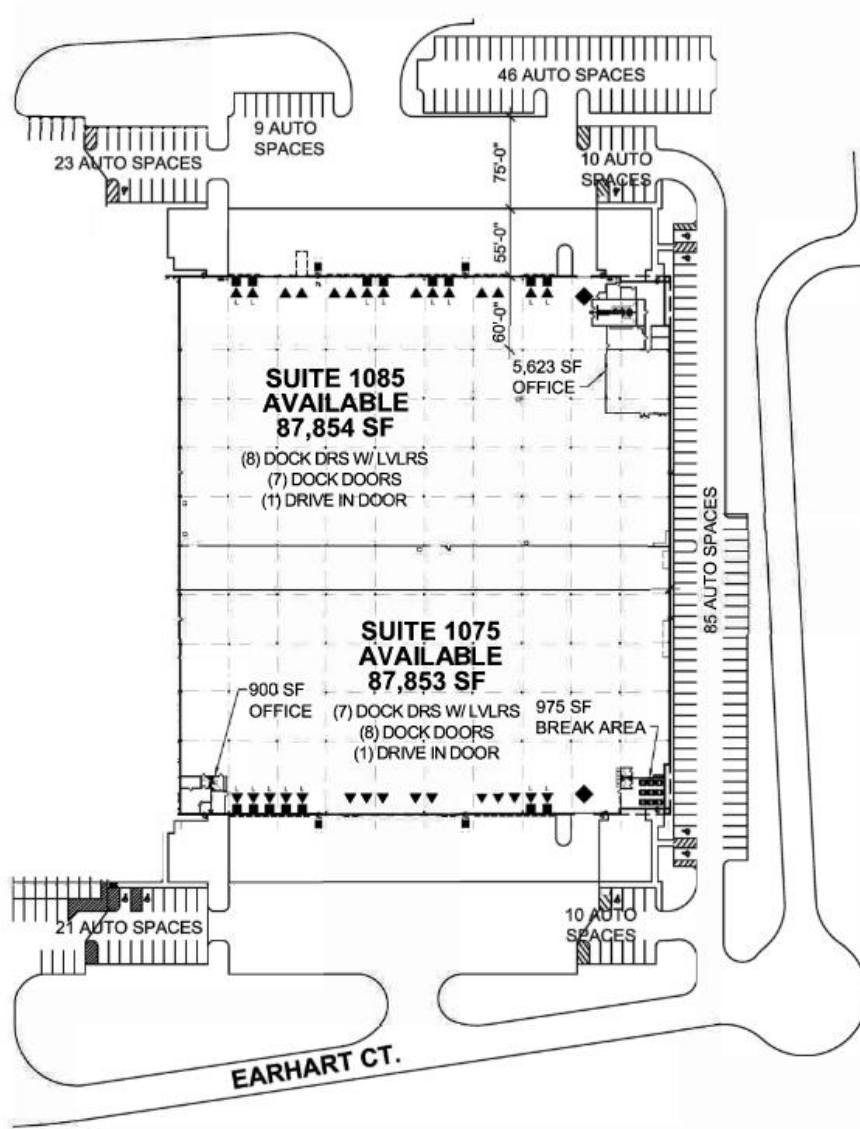 46 AUTO SPACES
9 AUTO
SPACES
23 AUTO SPACES
10 AUTO
SPACES
75'-0"
55'-0"
60'-0"
L L L L L L L L
5,623 SF
OFFICE
SUITE 1085
AVAILABLE
87,854 SF
(8) DOCK DRS W/ LVLRS
(7) DOCK DOORS
(1) DRIVE IN DOOR
85 AUTO SPACES
SUITE 1075
AVAILABLE
87,853 SF
(7) DOCK DRS W/ LVLRS
(8) DOCK DOORS
(1) DRIVE IN DOOR
900 SF
OFFICE
975 SF
BREAK AREA
L L L L L L L
21 AUTO SPACES
10 AUTO
SPACES
EARHART CT.